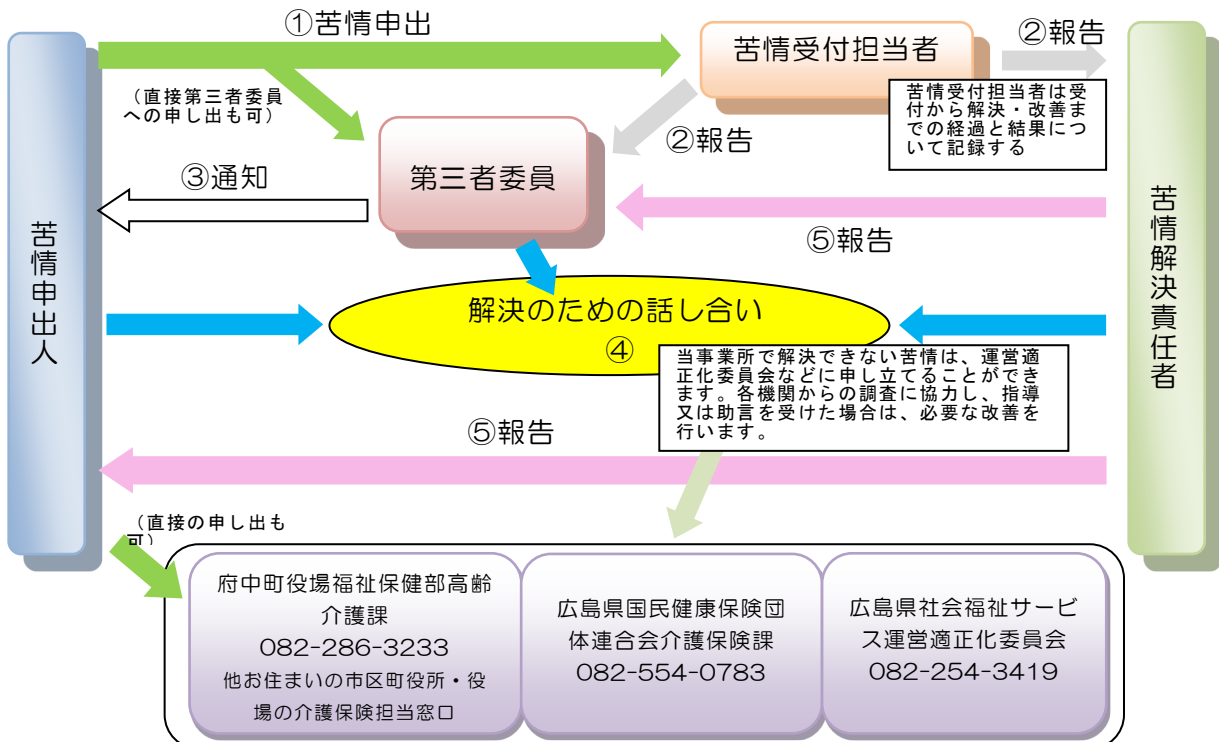 ①苦情申出
苦情受付担当者
②報告
（直接第三者委員
への申し出も可）
苦情受付担当者は受
付から解決・改善ま
での経過と結果につ
いて記録する
②報告
第三者委員
③通知
⑤報告
苦情申出人
苦情解決責任者
解決のための話し合い
④
当事業所で解決できない苦情は、運営適
正化委員会などに申し立てることができ
ます。各機関からの調査に協力し、指導
又は助言を受けた場合は、必要な改善を
行います。
⑤報告
（直接の申し出も
可）
府中町役場福祉保健部高齢
介護課
082-286-3233
他お住まいの市区町役所・役
場の介護保険担当窓口
広島県国民健康保険団
体連合会介護保険課
082-554-0783
広島県社会福祉サービ
ス運営適正化委員会
082-254-3419